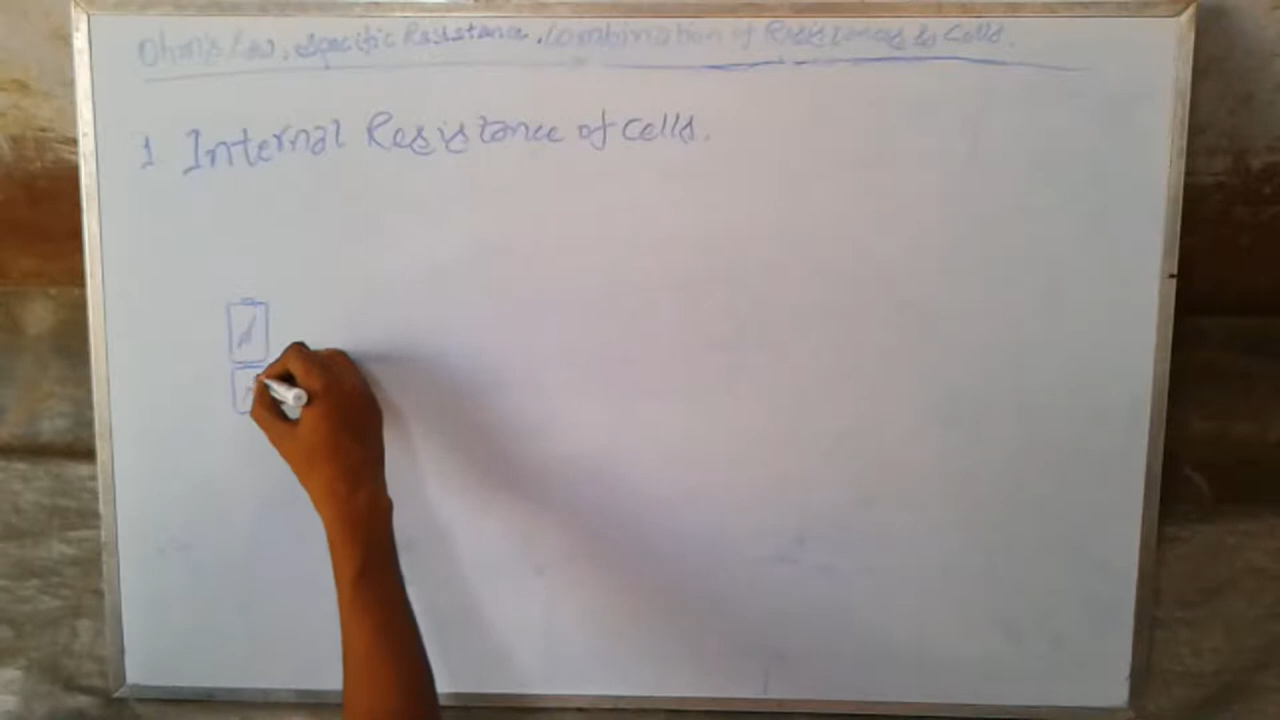 Ohm's Law, Specific Resistance, Combination of Resistances & Cells.
1 Internal Resistance of cells.